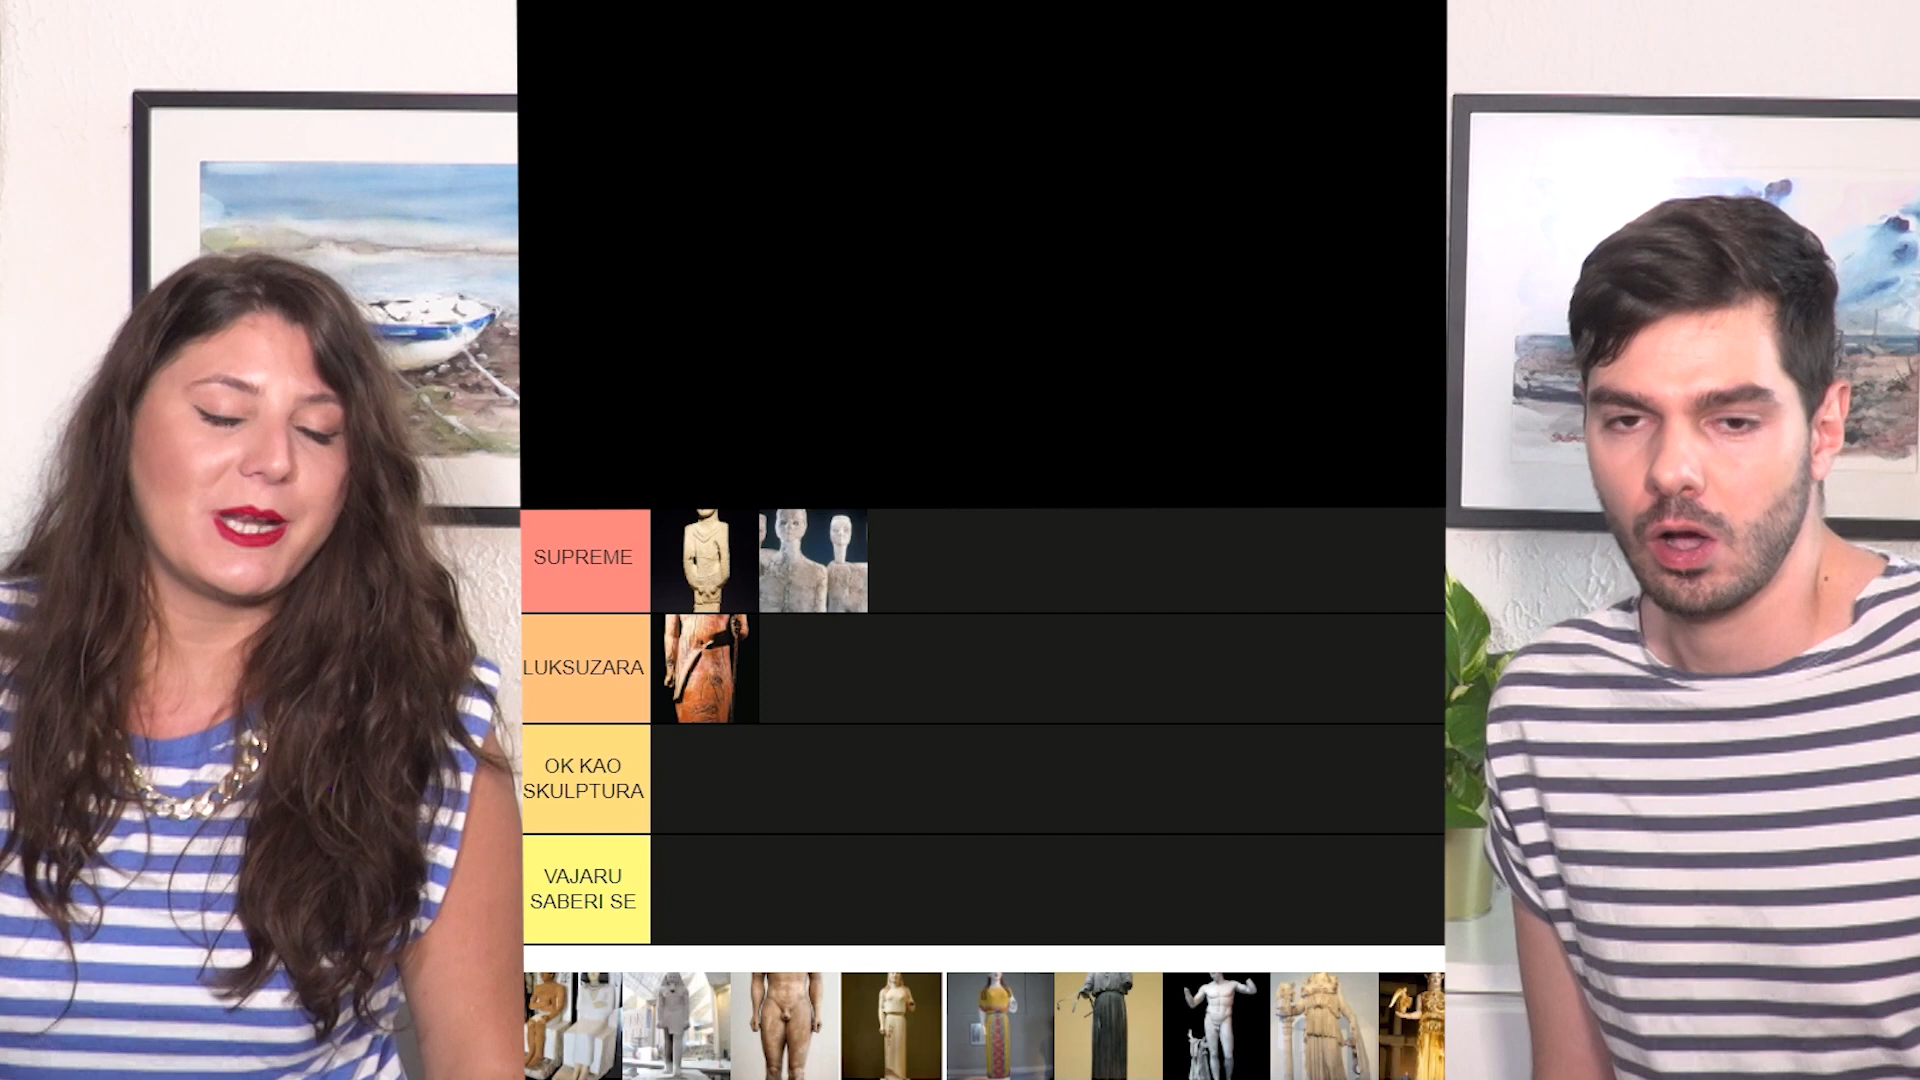 SUPREME
LUKSUZARA
OK KAO
SKULPTURA
VAJARU
SABERI SE